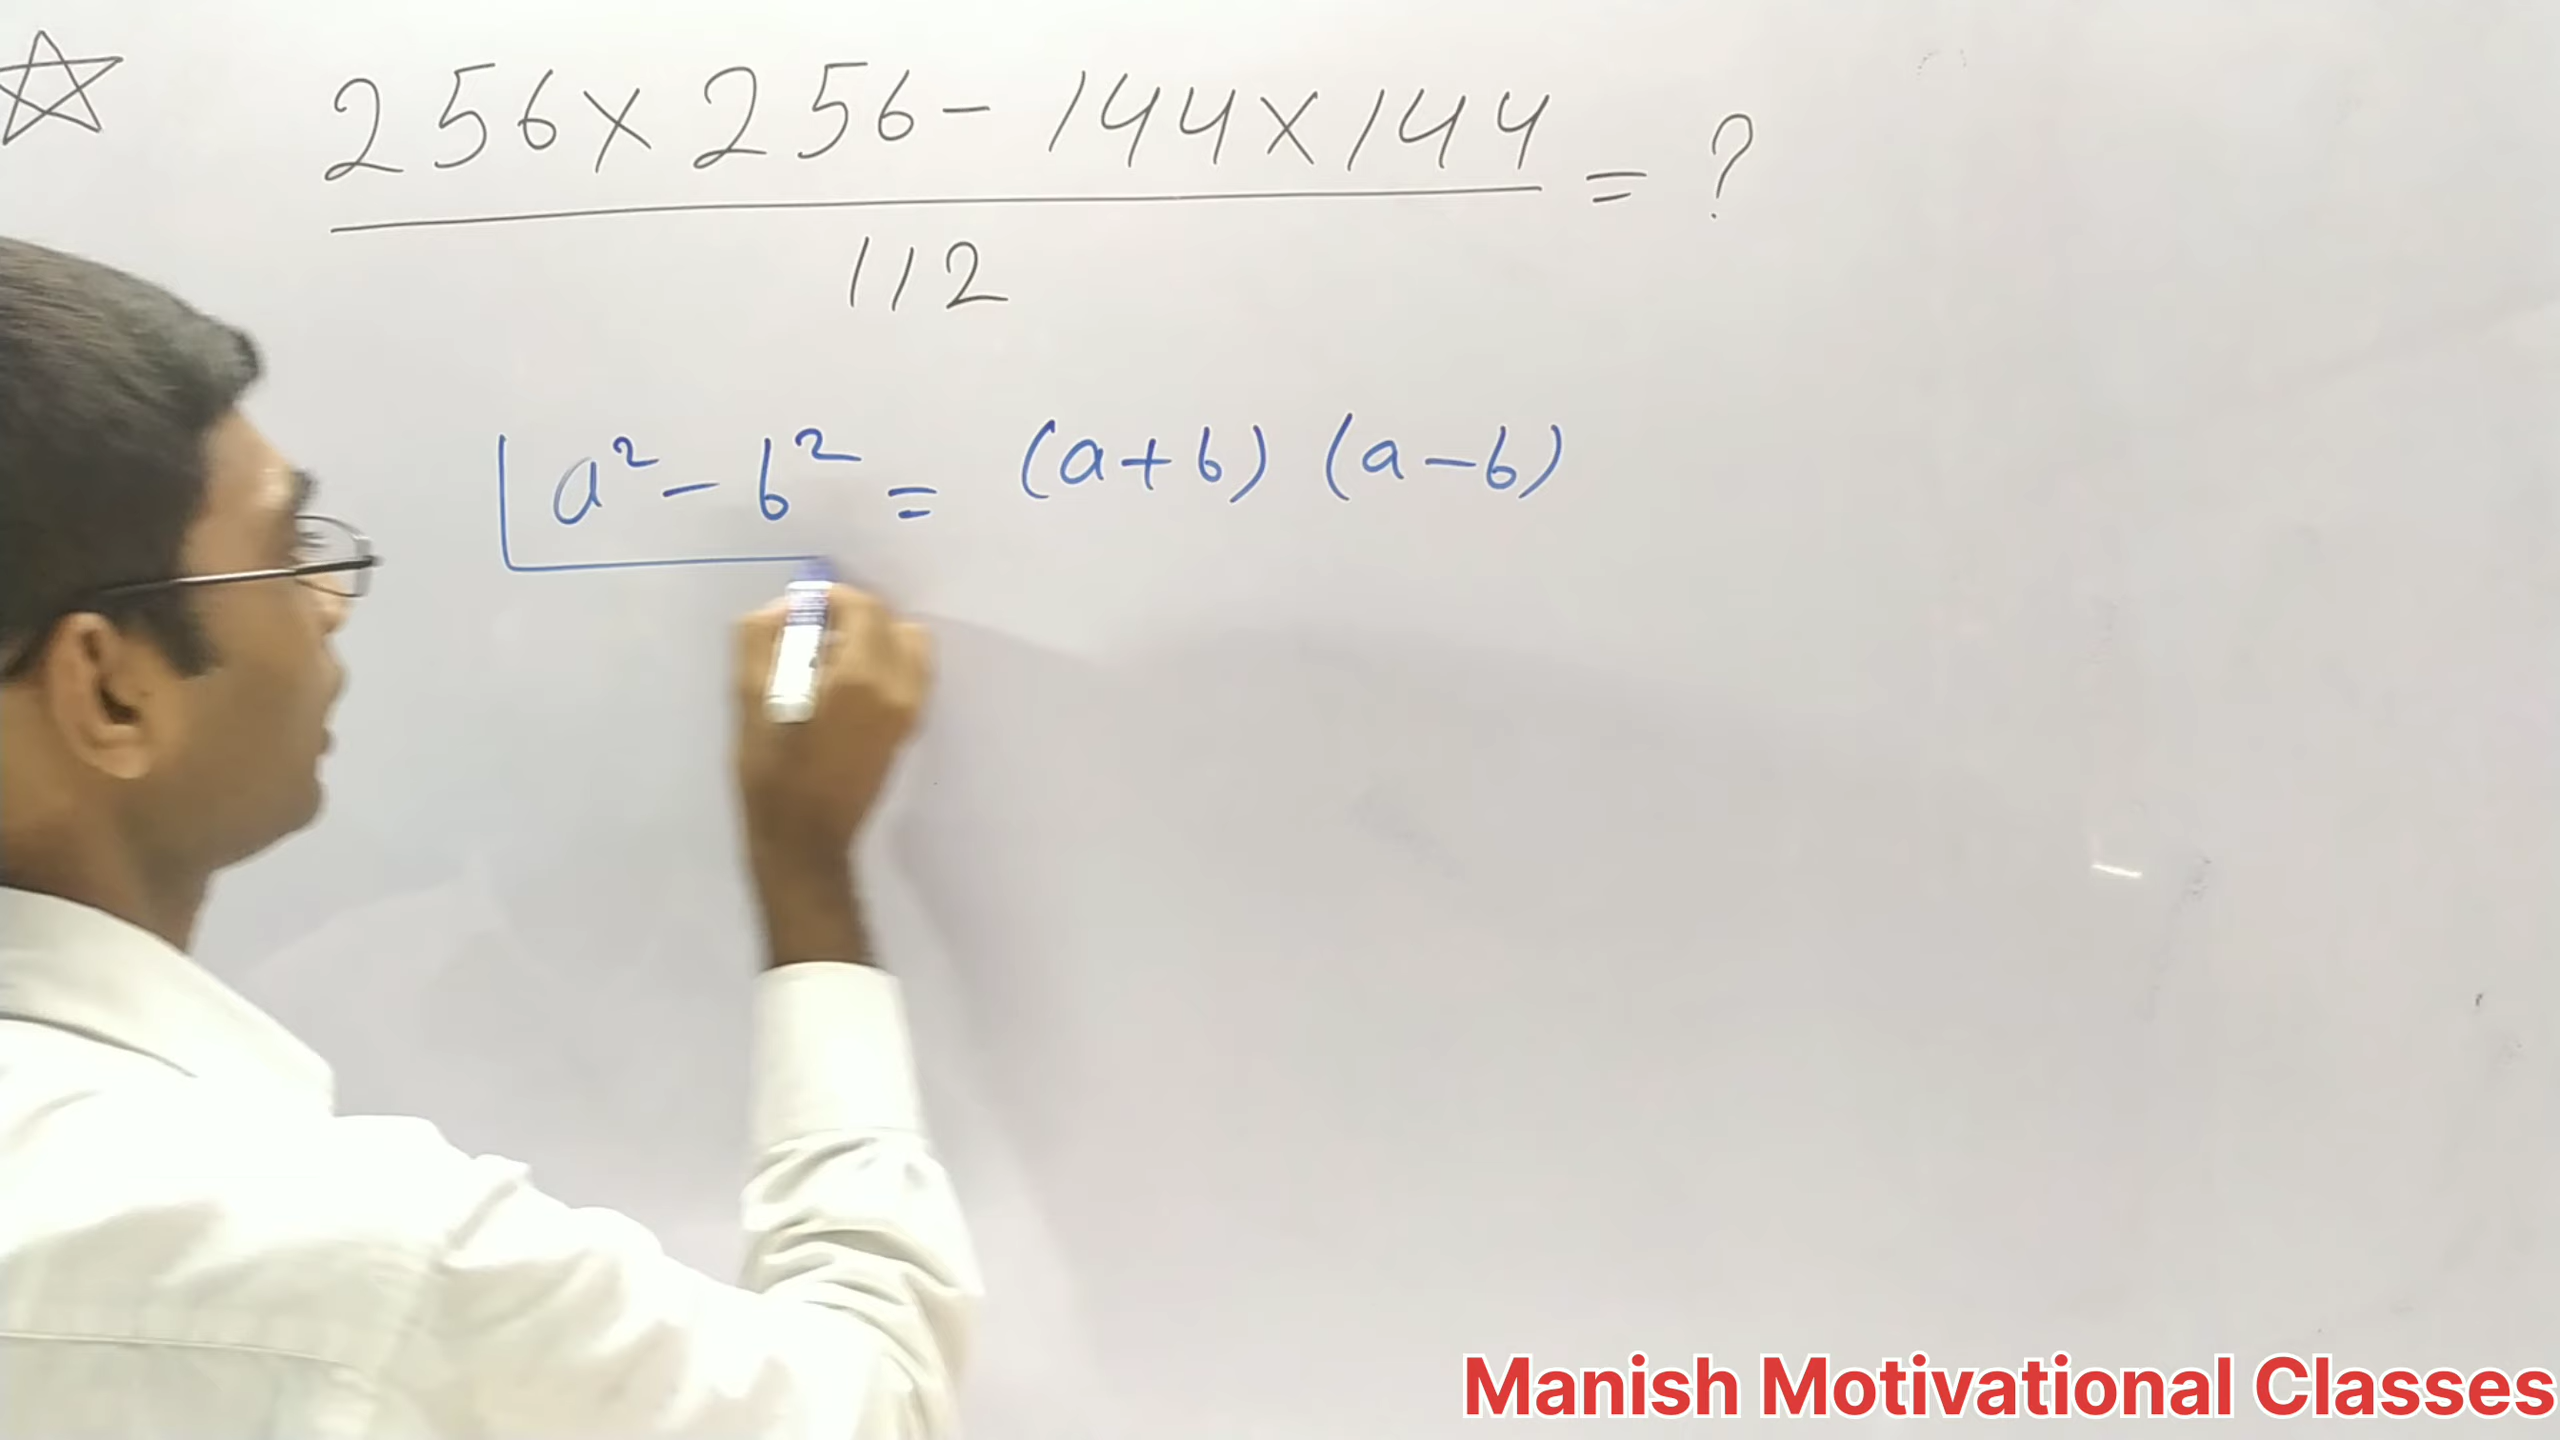 256 × 256 - 144 × 144 = ?
112
a² - b² = (a + b) (a - b)
Manish Motivational Classes